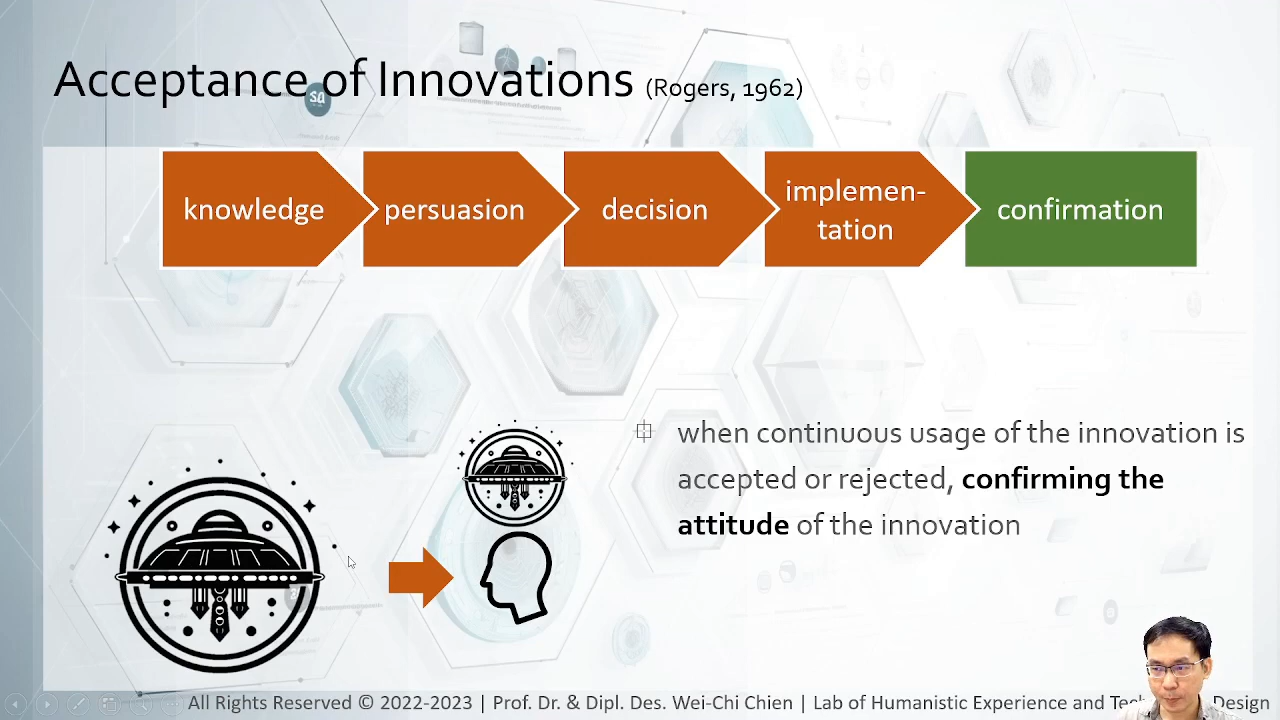 Acceptance of Innovations (Rogers, 1962)
knowledge
persuasion
decision
implemen-
tation
confirmation
when continuous usage of the innovation is
accepted or rejected, confirming the
attitude of the innovation
All Rights Reserved © 2022-2023 | Prof. Dr. & Dipl. Des. Wei-Chi Chien | Lab of Humanistic Experience and Design